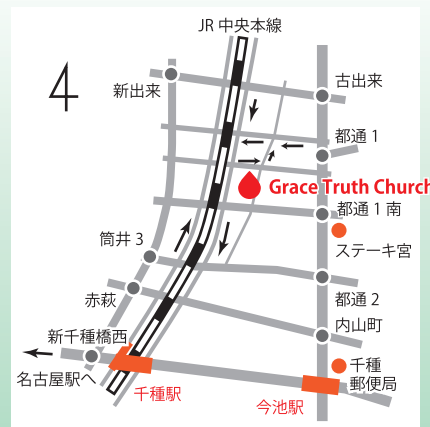 JR 中央本線
新出来
古出来
都通 1
Grace Truth Church
都通 1 南
ステーキ宮
筒井 3
赤萩
都通 2
内山町
新千種橋西
名古屋駅へ
千種駅
今池駅
千種
郵便局